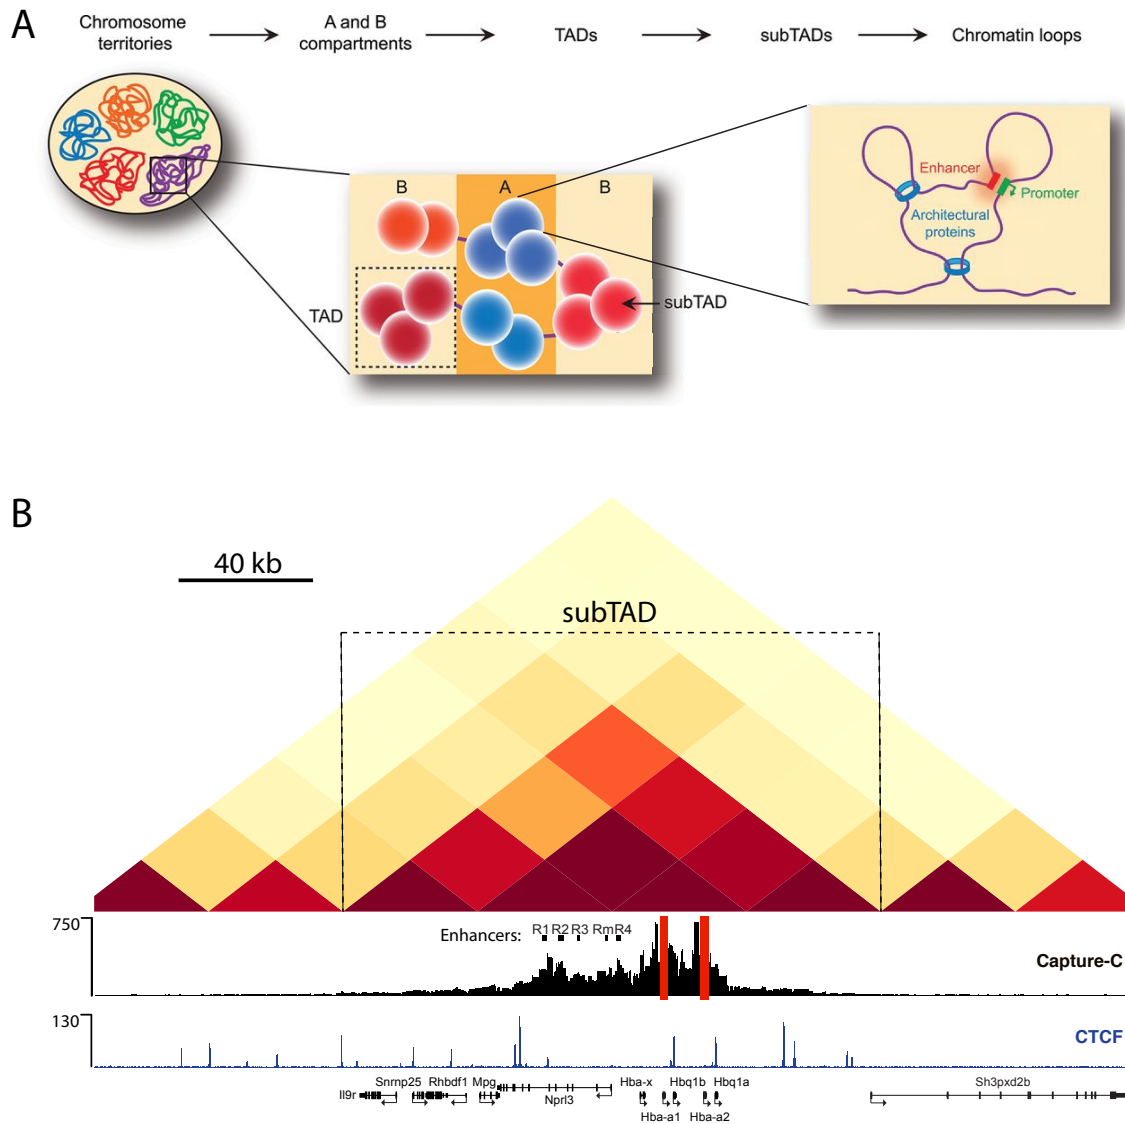 A
Chromosome
territories
A and B
compartments
TADs
subTADs
Chromatin loops
B
A
B
TAD
subTAD
Enhancer
Promoter
Architectural
proteins
B
40 kb
subTAD
750
Enhancers:
R1 R2 R3 Rm R4
Capture-C
130
CTCF
Snrnp25 Rhbdf1 Mpg
Hba-x Hbq1b Hbq1a
Sh3pxd2b
Il9r
Nprl3
Hba-a1 Hba-a2